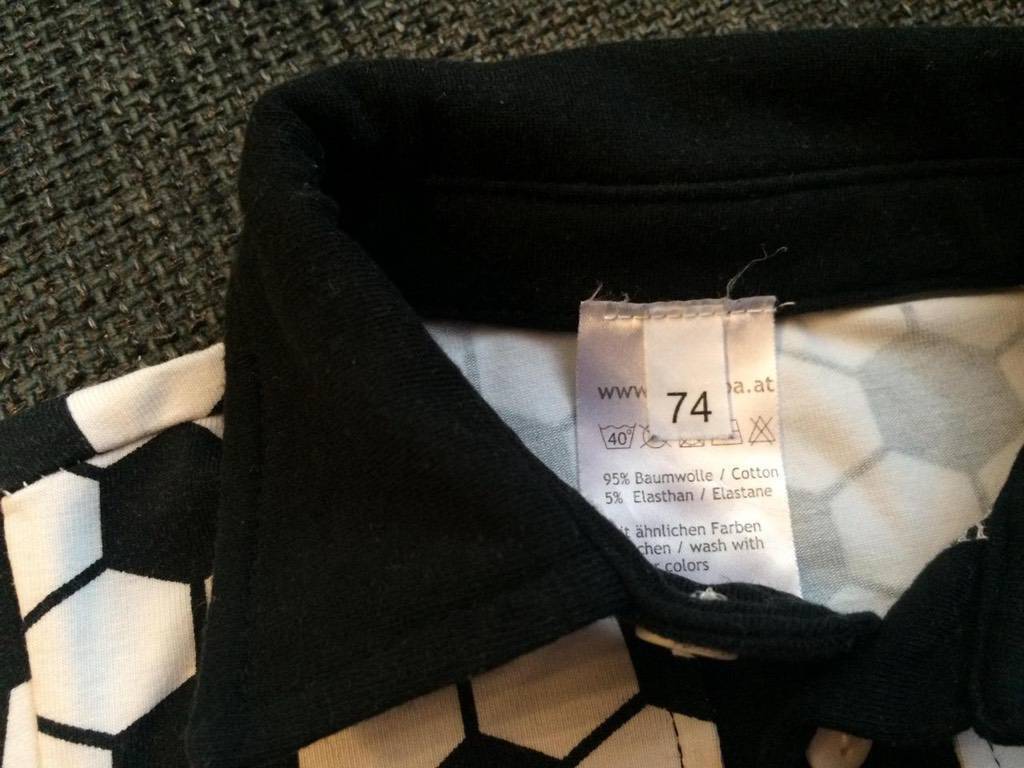 74
40°
95% Baumwolle / Cotton
5% Elasthan / Elastane
ähnlichen Farben
/ wash with
colors